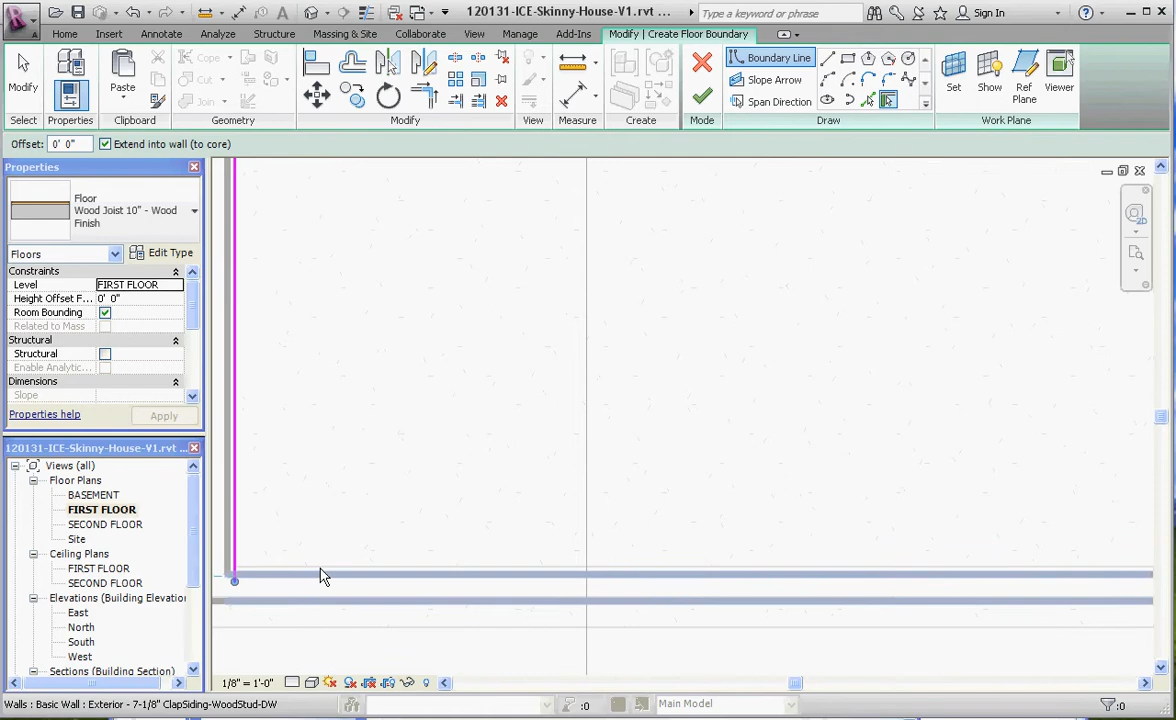 120131-ICE-Skinny-House-V1.rvt ...
Type a keyword or phrase
Sign In
Home Insert Annotate Analyze Structure Massing & Site Collaborate View Manage Add-Ins Modify | Create Floor Boundary
Modify
Paste
Cope
Cut
Join
Boundary Line
Slope Arrow
Span Direction
Set Show Ref Plane Viewer
Select Properties Clipboard Geometry Modify View Measure Create Mode Draw Work Plane
Offset: 0' 0" Extend into wall (to core)
Properties
Floor
Wood Joist 10" - Wood
Finish
Floors Edit Type
Constraints
Level FIRST FLOOR
Height Offset F... 0' 0"
Room Bounding
Related to Mass
Structural
Structural
Enable Analytic...
Dimensions
Slope
Properties help Apply
120131-ICE-Skinny-House-V1.rvt ...
Views (all)
Floor Plans
BASEMENT
FIRST FLOOR
SECOND FLOOR
Site
Ceiling Plans
FIRST FLOOR
SECOND FLOOR
Elevations (Building Elevation
East
North
South
West
Sections (Building Section)
2D
1/8" = 1'-0"
Walls : Basic Wall : Exterior - 7-1/8" ClapSiding-WoodStud-DW
:0
Main Model
:0